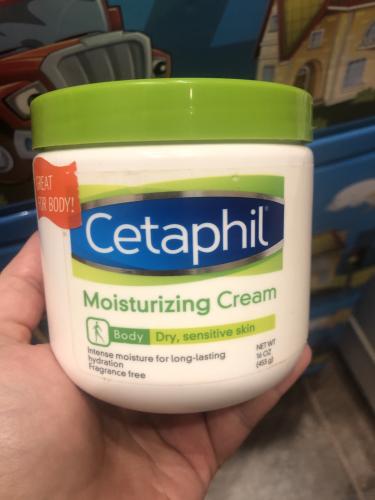 GREAT
FOR BODY!
Cetaphil®
Moisturizing Cream
Body Dry, sensitive skin
Intense moisture for long-lasting
hydration
Fragrance free
NET WT
16 OZ
(453 g)